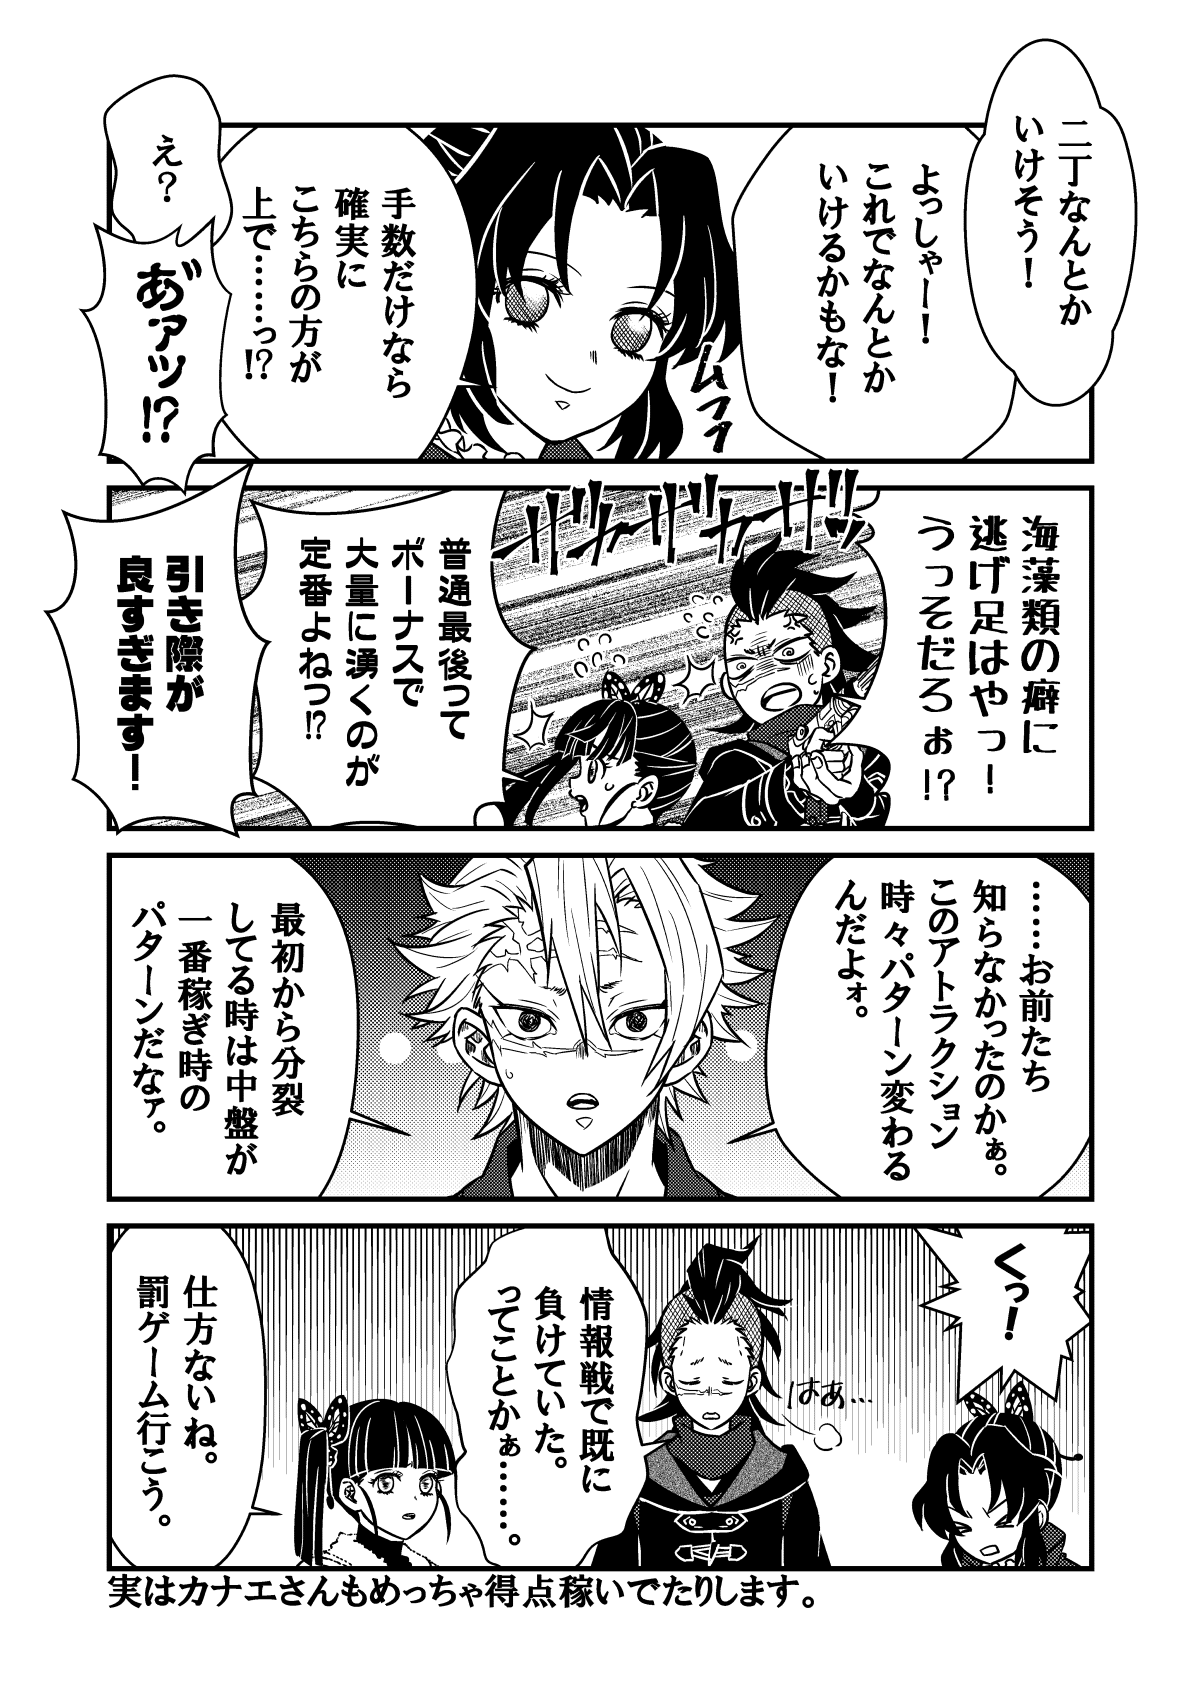 二丁なんとか
いけそう！
よっしゃー！
これでなんとか
いけるかもな！
ムフフ
手数だけなら
確実に
こちらの方が
上で……っ!?
え？
あ゙ァッ!?
海藻類の癖に
逃げ足はやっ！
うっそだろぉ!?
ガガガガガッ
普通最後って
ボーナスで
大量に湧くのが
定番よねっ!?
引き際が
良すぎます！
……お前たち
知らなかったのかぁ。
このアトラクション
時々パターン変わる
んだよォ。
最初から分裂
してる時は中盤が
一番稼ぎ時の
パターンだなァ。
くっ！
はあ…
情報戦で既に
負けていた。
ってことかぁ……。
仕方ないね。
罰ゲーム行こう。
実はカナエさんもめっちゃ得点稼いでたりします。